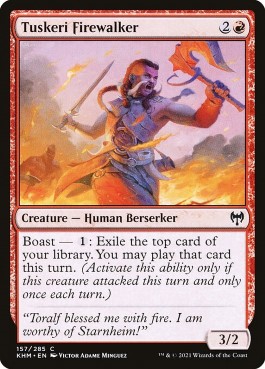 Tuskeri Firewalker 2
Creature — Human Berserker
Boast — 1 : Exile the top card of
your library. You may play that card
this turn. (Activate this ability only if
this creature attacked this turn and only
once each turn.)
“Toralf blessed me with fire. I am
worthy of Starnheim!”
3/2
157/285 C
KHM • EN VICTOR ADAME MINGUEZ
™ & © 2021 Wizards of the Coast